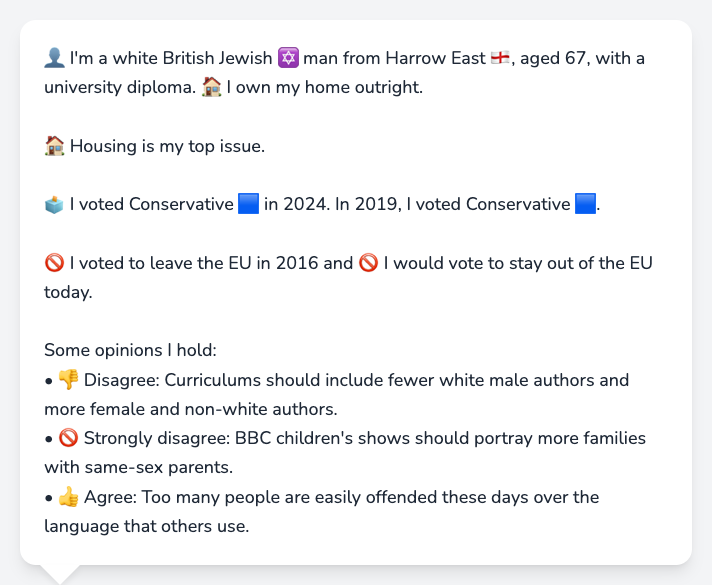 👤 I'm a white British Jewish ✡️ man from Harrow East 🏴󠁧󠁢󠁥󠁮󠁧󠁿, aged 67, with a
university diploma. 🏠 I own my home outright.
🏠 Housing is my top issue.
🗳️ I voted Conservative 🟦 in 2024. In 2019, I voted Conservative 🟦.
🚫 I voted to leave the EU in 2016 and 🚫 I would vote to stay out of the EU
today.
Some opinions I hold:
• 👎 Disagree: Curriculums should include fewer white male authors and
more female and non-white authors.
• 🚫 Strongly disagree: BBC children's shows should portray more families
with same-sex parents.
• 👍 Agree: Too many people are easily offended these days over the
language that others use.